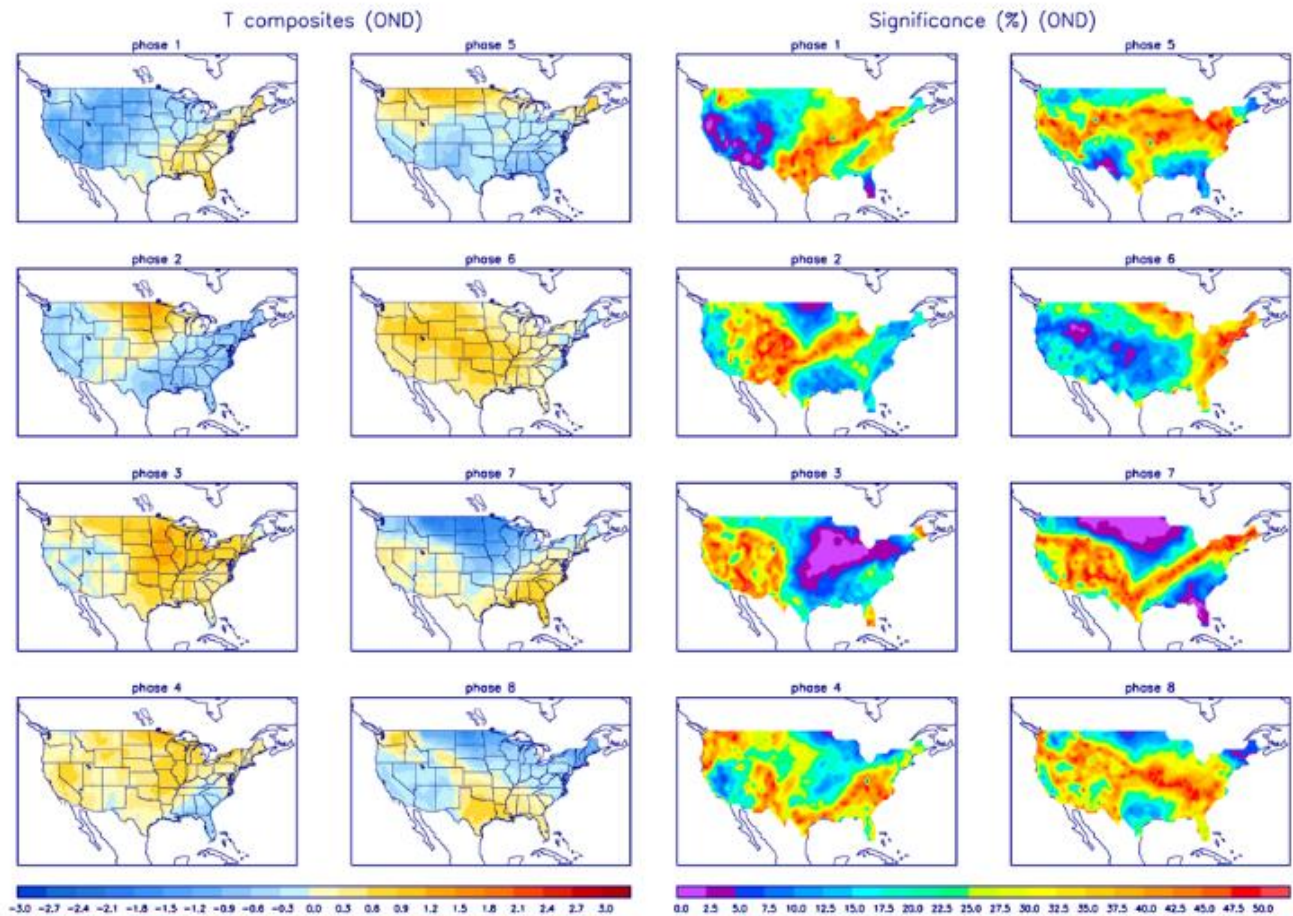 T composites (OND)
Significance (%) (OND)
phase 1
phase 5
phase 1
phase 5
phase 2
phase 6
phase 2
phase 6
phase 3
phase 7
phase 3
phase 7
phase 4
phase 8
phase 4
phase 8
-3.0 -2.7 -2.4 -2.1 -1.8 -1.5 -1.2 -0.9 -0.6 -0.3 0.0 0.3 0.6 0.9 1.2 1.5 1.8 2.1 2.4 2.7 3.0
0.0 2.5 5.0 7.5 10.0 12.5 15.0 17.5 20.0 22.5 25.0 27.5 30.0 32.5 35.0 37.5 40.0 42.5 45.0 47.5 50.0